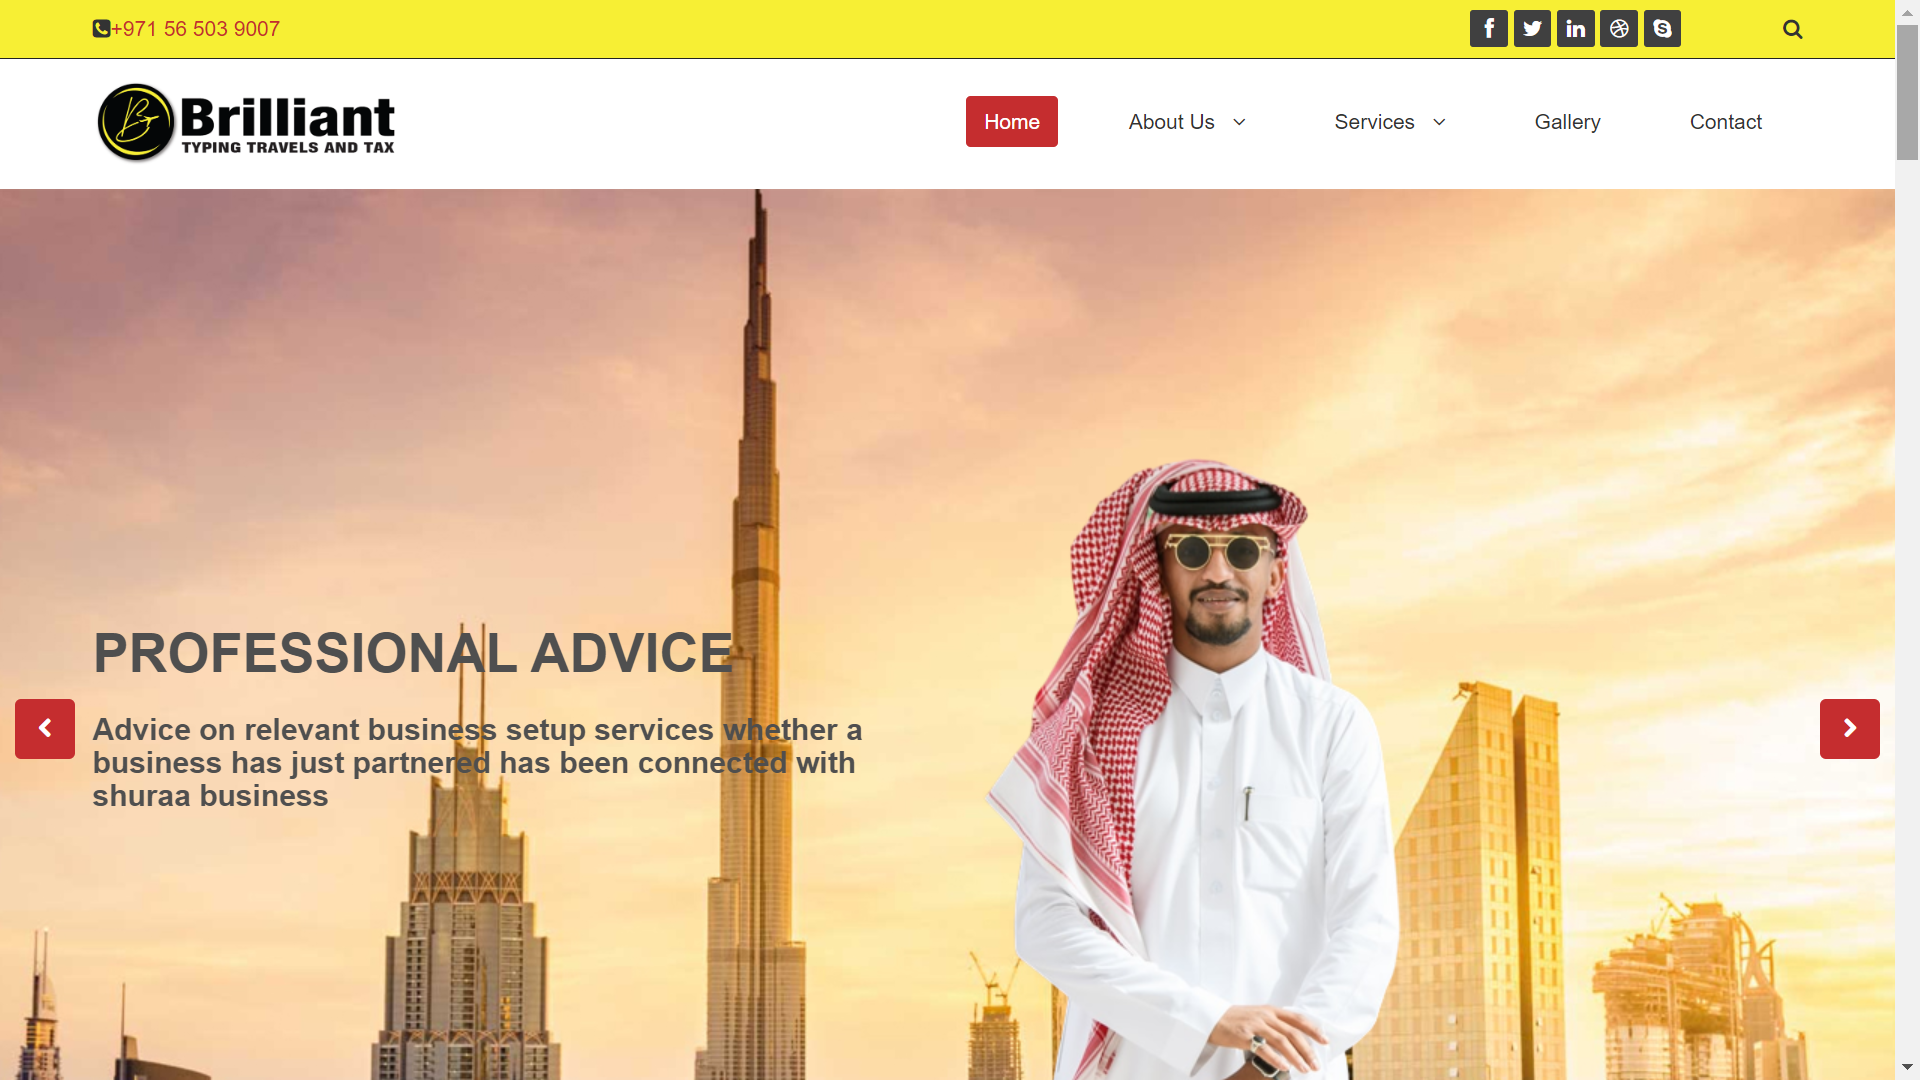 +971 56 503 9007
Brilliant
TYPING TRAVELS AND TAX
Home
About Us
Services
Gallery
Contact
PROFESSIONAL ADVICE
Advice on relevant business setup services whether a
business has just partnered has been connected with
shuraa business